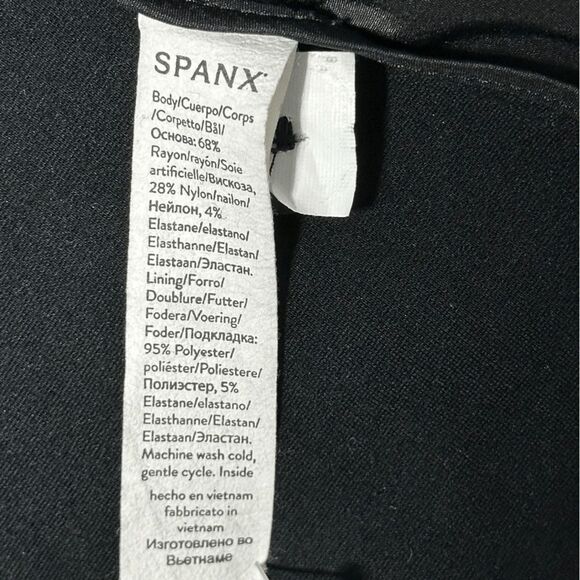 SPANX
Body/Cuerpo/Corps
/Corpetto/Bål/
Основа: 68%
Rayon/rayón/Soie
artificielle/Вискоза,
28% Nylon/nailon/
Нейлон, 4%
Elastane/elastano/
Elasthanne/Elastan/
Elastaan/Эластан.
Lining/Forro/
Doublure/Futter/
Fodera/Voering/
Foder/Подкладка:
95% Polyester/
poliéster/Poliestere/
Полиэстер, 5%
Elastane/elastano/
Elasthanne/Elastan/
Elastaan/Эластан.
Machine wash cold,
gentle cycle. Inside
hecho en vietnam
fabbricato in
vietnam
Изготовлено во
Вьетнаме